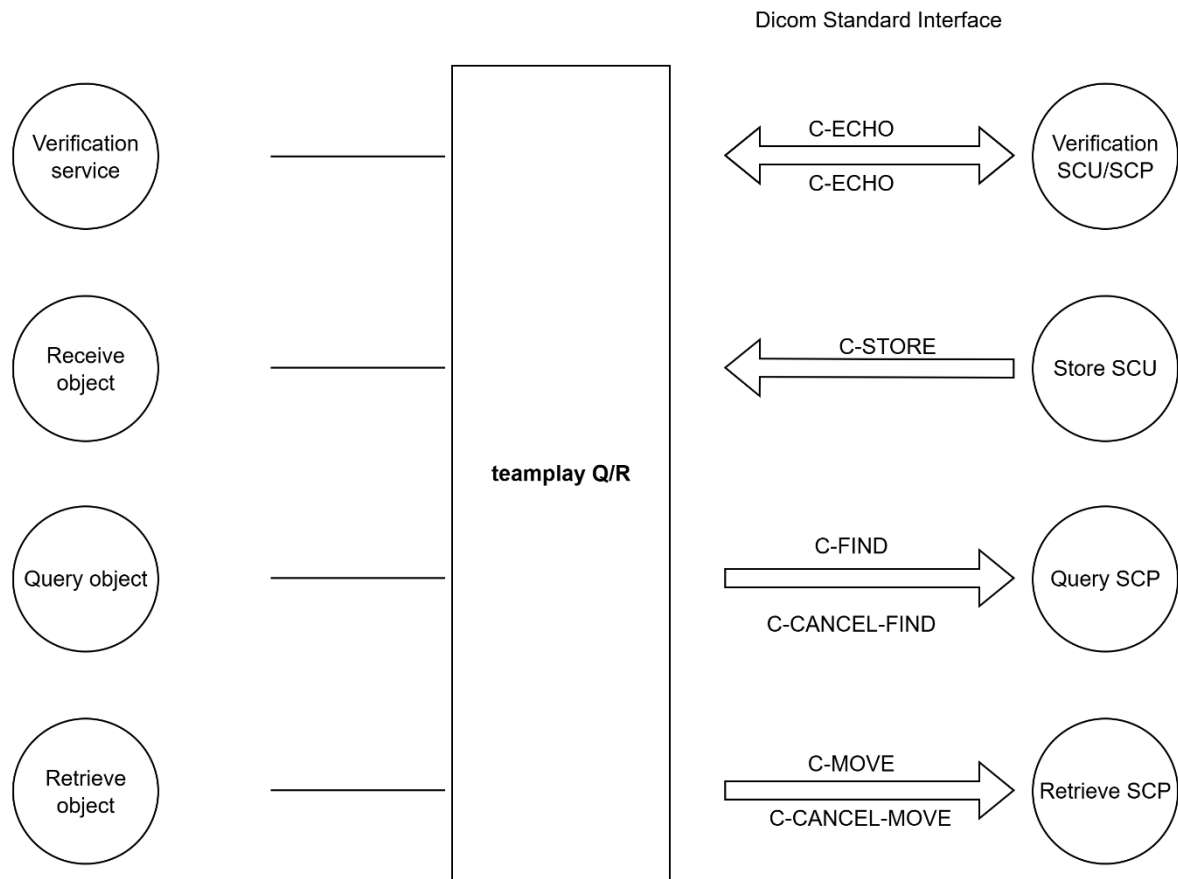 Dicom Standard Interface
Verification
service
C-ECHO
C-ECHO
Verification
SCU/SCP
Receive
object
C-STORE
Store SCU
teamplay Q/R
Query object
C-FIND
C-CANCEL-FIND
Query SCP
Retrieve
object
C-MOVE
C-CANCEL-MOVE
Retrieve SCP